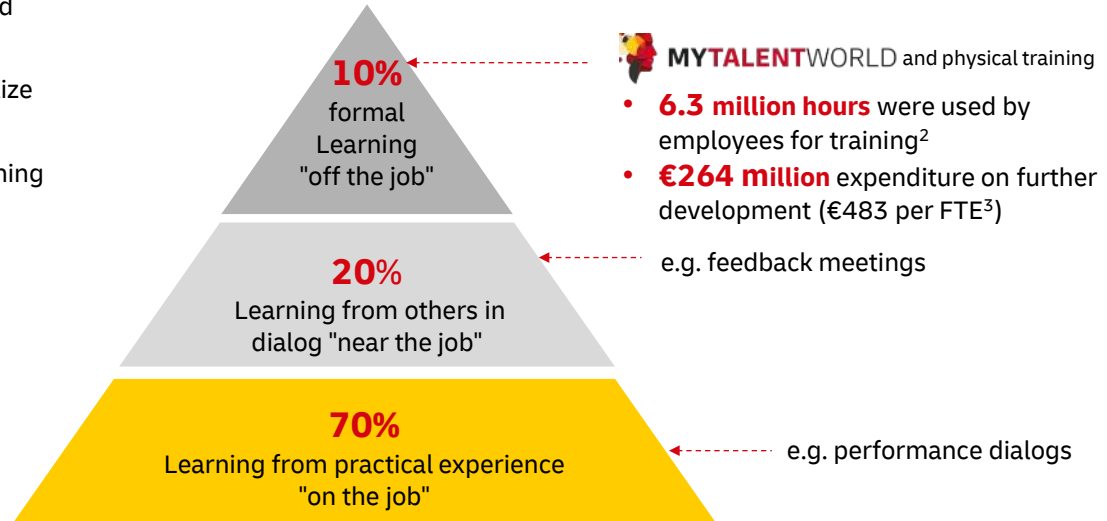 10%
formal
Learning
"off the job"
MYTALENTWORLD and physical training
• 6.3 million hours were used by
employees for training²
• €264 million expenditure on further
development (€483 per FTE³)
20%
Learning from others in
dialog "near the job"
e.g. feedback meetings
70%
Learning from practical experience
"on the job"
e.g. performance dialogs